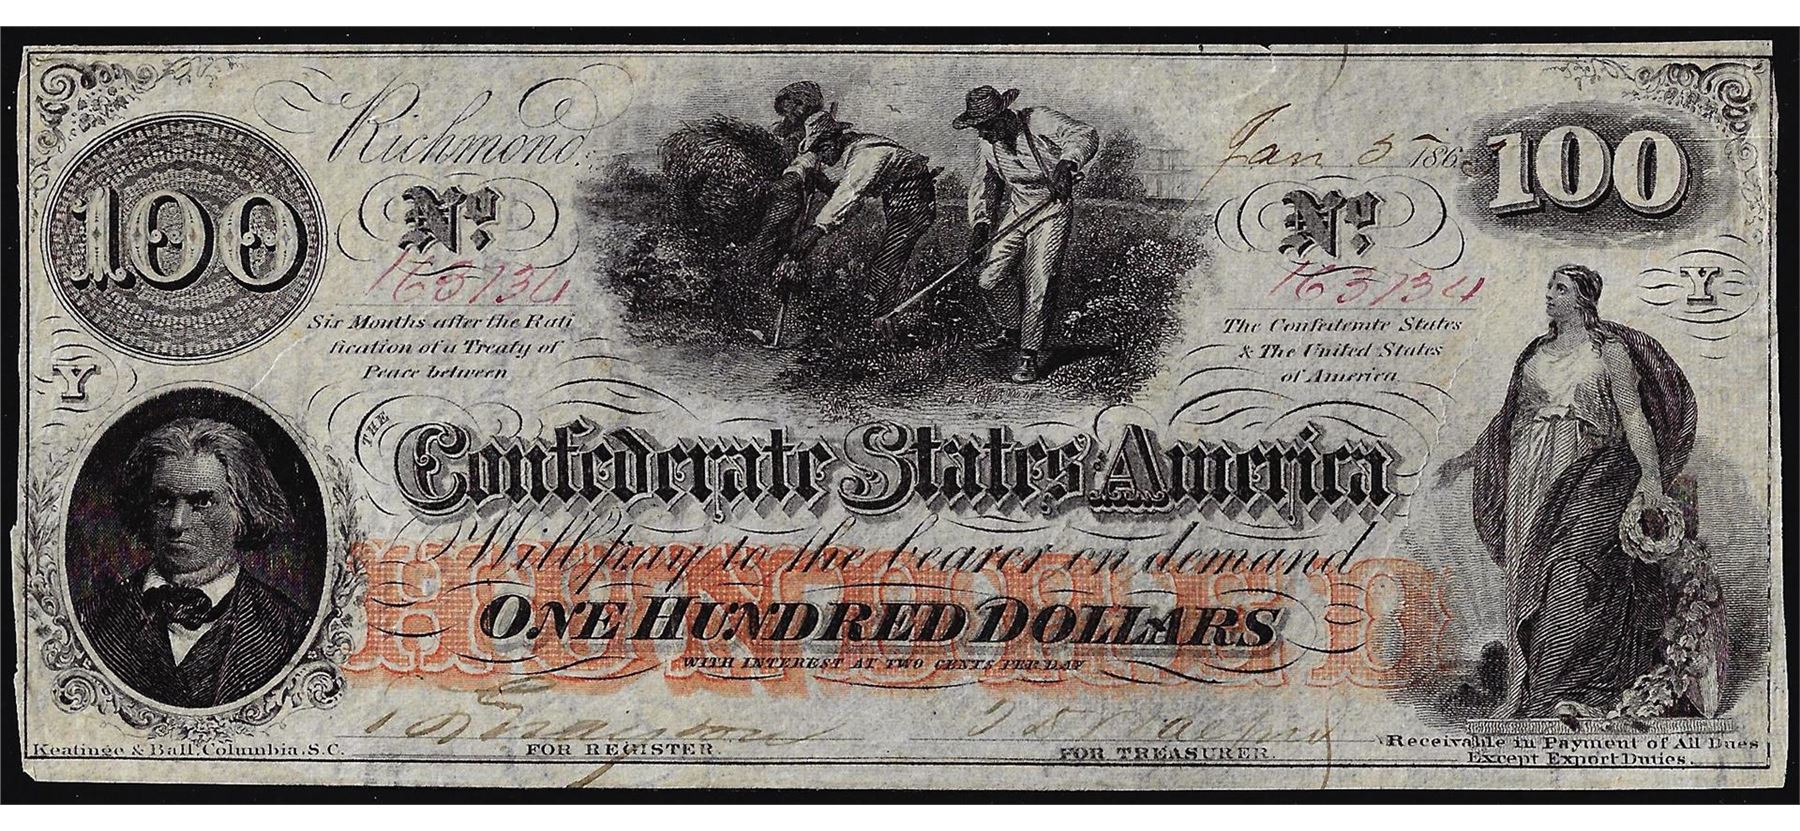 Richmond,
Jan 5 186
100
100
No.
No.
163734
163734
Y
Y
Six Months after the Rati
fication of a Treaty of
Peace between
The Confederate States
& The United States
of America
THE
Confederate States America
Will pay to the bearer on demand
HUNDRED
ONE HUNDRED DOLLARS
WITH INTEREST AT TWO CENTS PER DAY
Keatinge & Ball, Columbia, S.C.
FOR REGISTER.
FOR TREASURER.
Receivable in Payment of All Dues
Except Export Duties.